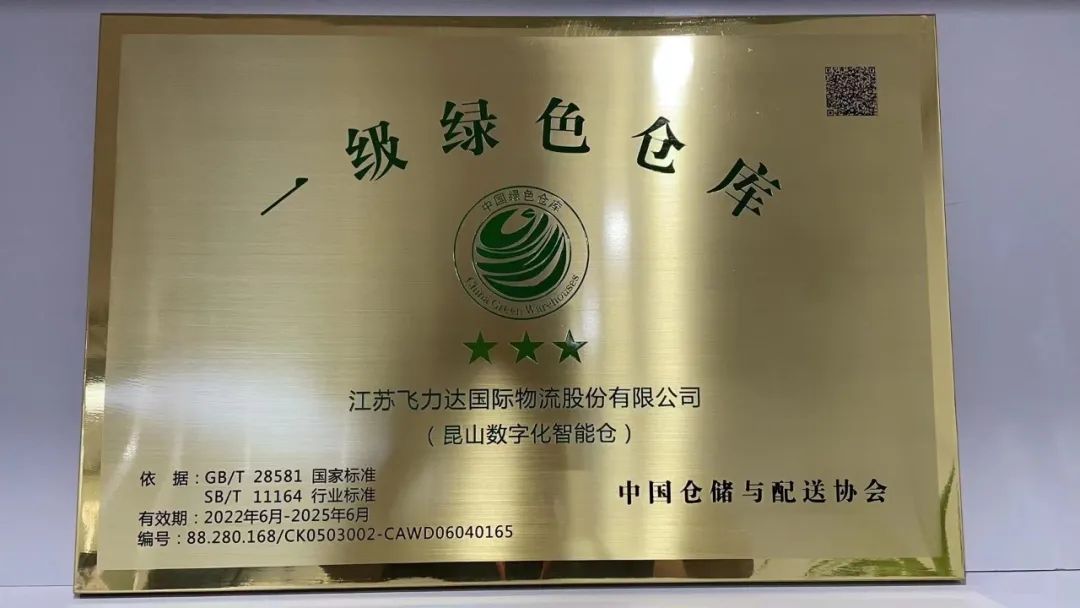 一级绿色仓库
中国绿色仓库
China Green Warehouses
江苏飞力达国际物流股份有限公司
（昆山数字化智能仓）
依 据：GB/T 28581 国家标准
SB/T 11164 行业标准
有效期：2022年6月-2025年6月
编号：88.280.168/CK0503002-CAWD06040165
中国仓储与配送协会